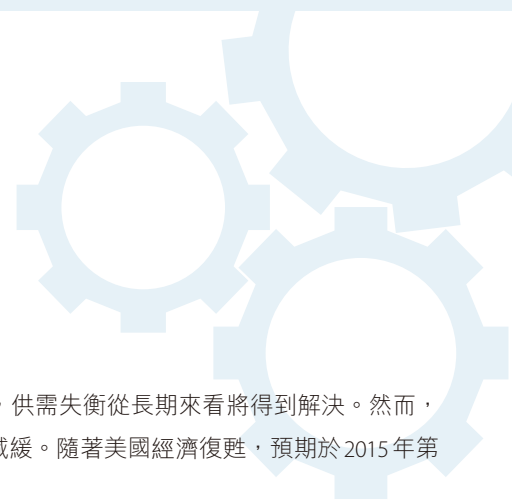 ，供需失衡從長期來看將得到解決。然而，
減緩。隨著美國經濟復甦，預期於2015年第